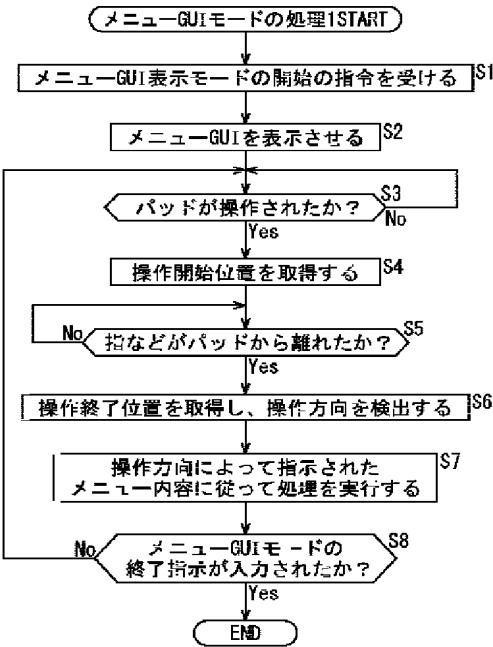 メニューGUIモードの処理1START
メニューGUI表示モードの開始の指令を受ける S1
メニューGUIを表示させる S2
パッドが操作されたか? S3
No
Yes
操作開始位置を取得する S4
No 指などがパッドから離れたか? S5
Yes
操作終了位置を取得し、操作方向を検出する S6
操作方向によって指示された S7
メニュー内容に従って処理を実行する
No メニューGUIモードの S8
終了指示が入力されたか?
Yes
END